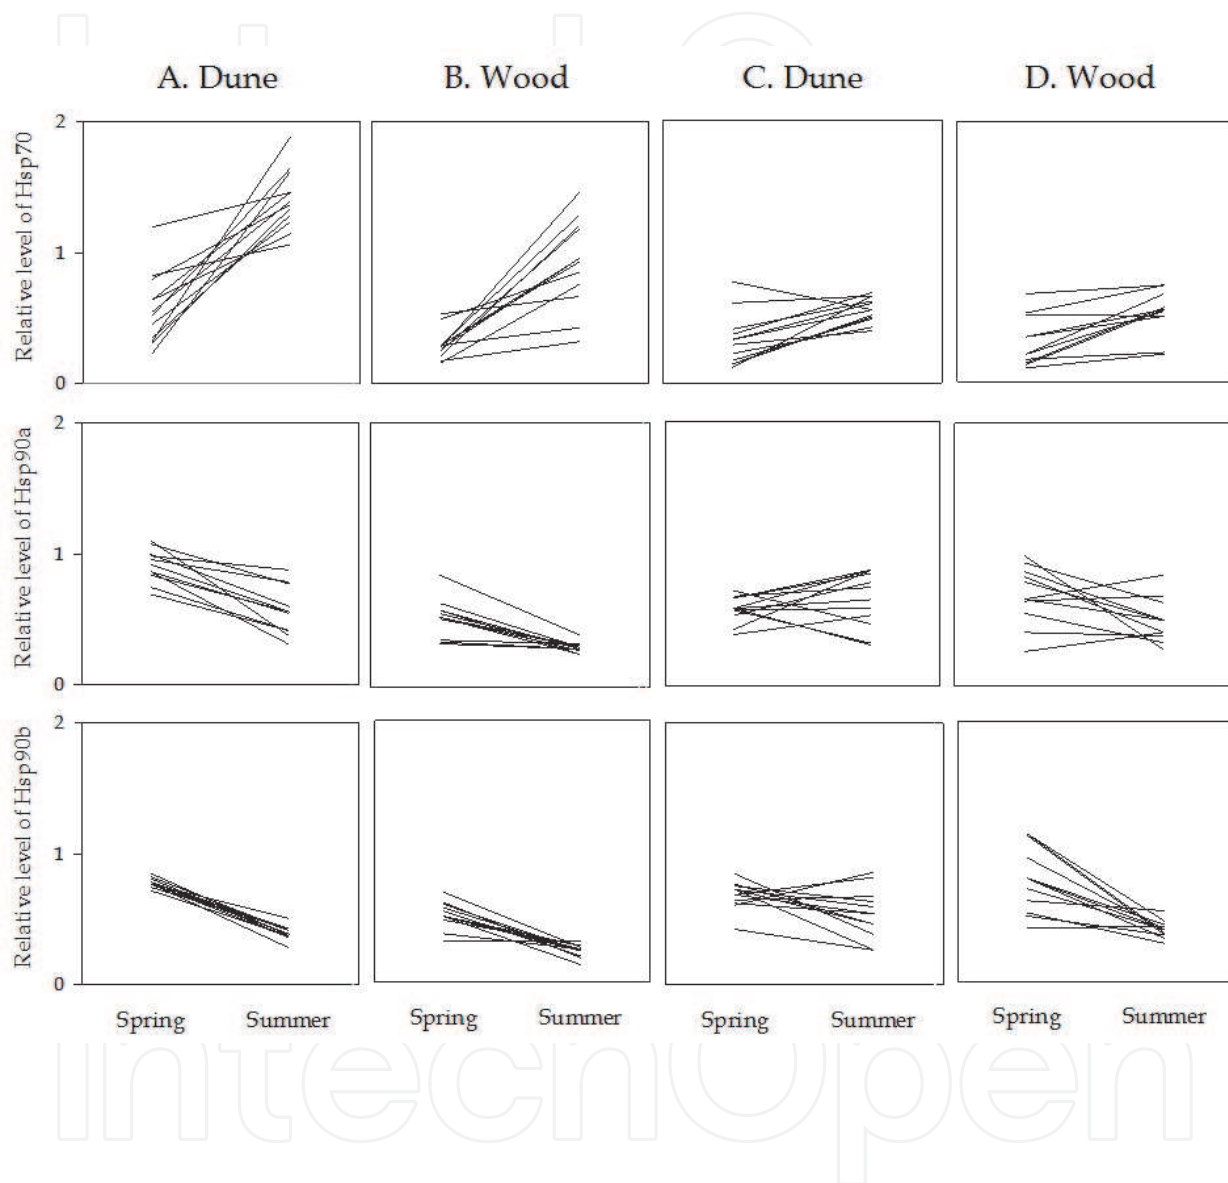 A. Dune B. Wood C. Dune D. Wood
Relative level of Hsp70
2
1
0
Relative level of Hsp90a
2
1
0
Relative level of Hsp90b
2
1
0
Spring Summer Spring Summer Spring Summer Spring Summer
IntechOpen